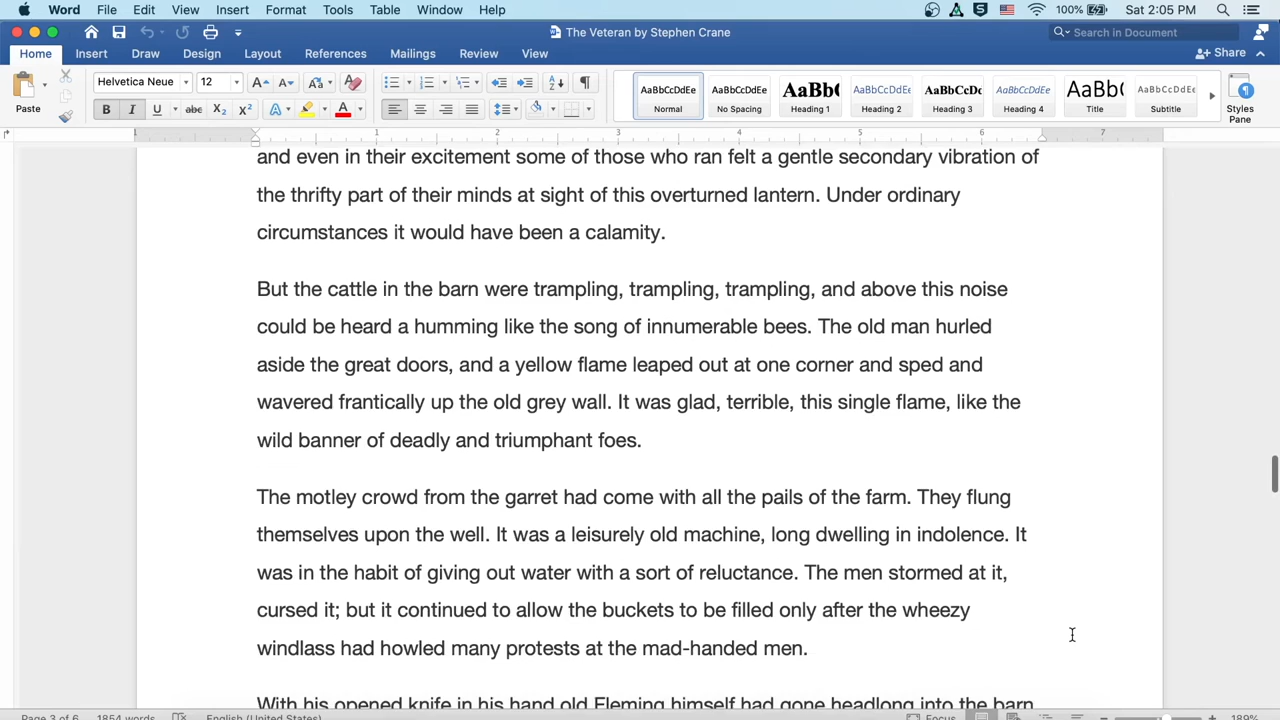 Word File Edit View Insert Format Tools Table Window Help 100% Sat 2:05 PM
The Veteran by Stephen Crane Search in Document
Home Insert Draw Design Layout References Mailings Review View Share
Paste Helvetica Neue 12
AaBbCcDdEe AaBbCcDdEe AaBb( AaBbCcDdE AaBbCcDc AaBbCcDdEe AaBb( AaBbCcDdEe
Normal No Spacing Heading 1 Heading 2 Heading 3 Heading 4 Title Subtitle Styles Pane
1 1 2 3 4 5 6 7
and even in their excitement some of those who ran felt a gentle secondary vibration of
the thrifty part of their minds at sight of this overturned lantern. Under ordinary
circumstances it would have been a calamity.
But the cattle in the barn were trampling, trampling, trampling, and above this noise
could be heard a humming like the song of innumerable bees. The old man hurled
aside the great doors, and a yellow flame leaped out at one corner and sped and
wavered frantically up the old grey wall. It was glad, terrible, this single flame, like the
wild banner of deadly and triumphant foes.
The motley crowd from the garret had come with all the pails of the farm. They flung
themselves upon the well. It was a leisurely old machine, long dwelling in indolence. It
was in the habit of giving out water with a sort of reluctance. The men stormed at it,
cursed it; but it continued to allow the buckets to be filled only after the wheezy
windlass had howled many protests at the mad-handed men.
With his opened knife in his hand old Fleming himself had gone headlong into the barn
Page 3 of 6 1854 words English (United States) Focus 189%